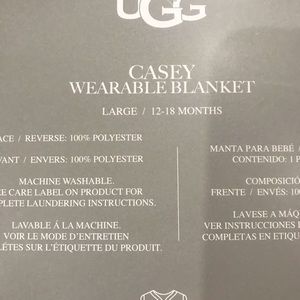 UGG
CASEY
WEARABLE BLANKET
LARGE / 12-18 MONTHS
ACE / REVERSE: 100% POLYESTER
VANT / ENVERS: 100% POLYESTER
MACHINE WASHABLE.
E CARE LABEL ON PRODUCT FOR
PLETE LAUNDERING INSTRUCTIONS.
LAVABLE Á LA MACHINE.
VOIR LE MODE D'ENTRETIEN
LÉTES SUR L'ÉTIQUETTE DU PRODUIT.
MANTA PARA BEBÉ /
CONTENIDO: 1 P
COMPOSICIÓ
FRENTE / ENVÉS: 100%
LAVESE A MÁQ
VER INSTRUCCIONES
COMPLETAS EN ETIQU